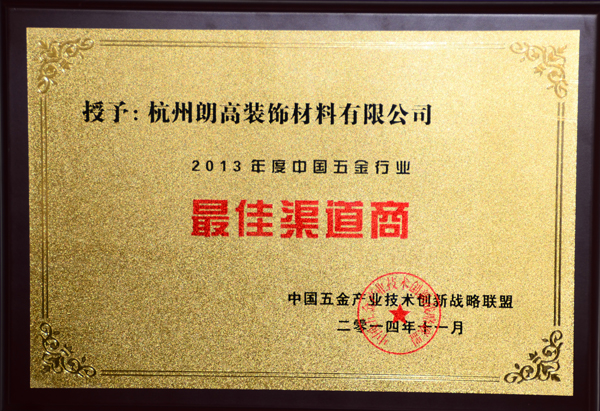 授予：杭州朗高装饰材料有限公司
2013年度中国五金行业
最佳渠道商
中国五金产业技术创新战略联盟
二零一四年十一月